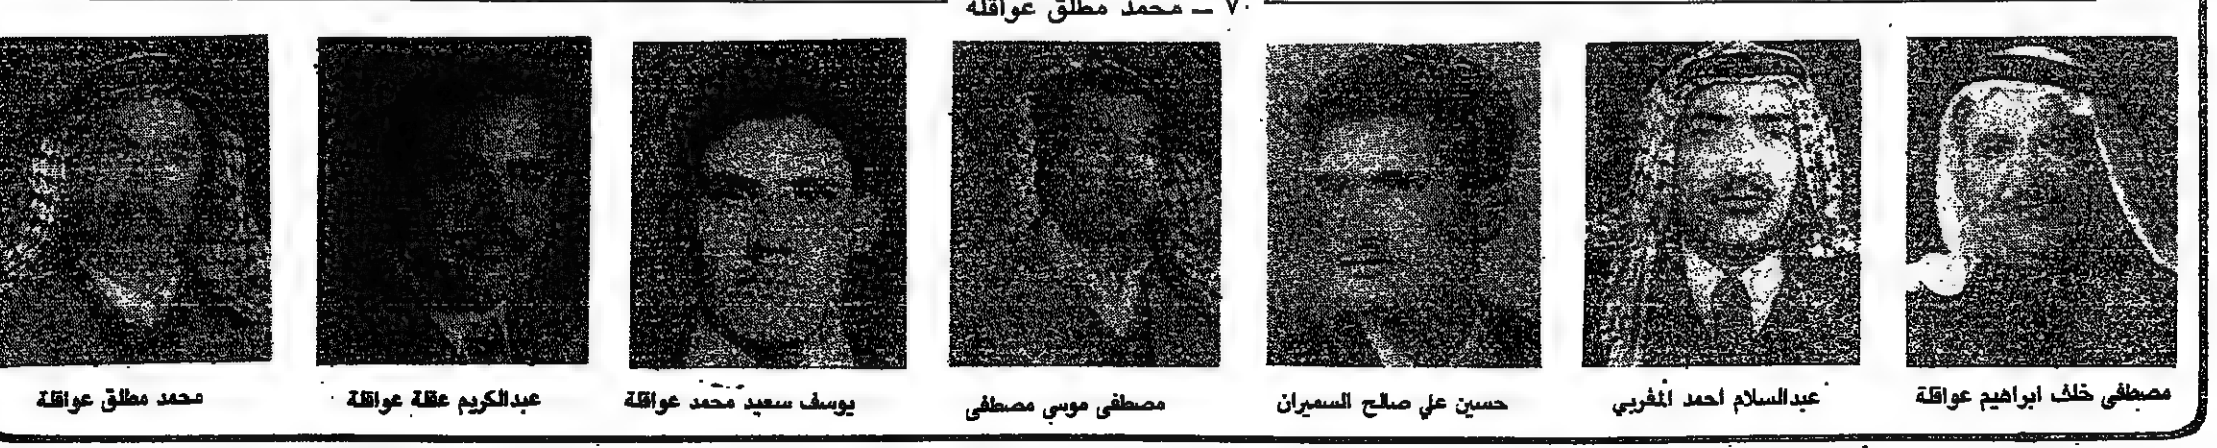 ٧٠ ــ محمد مطلق عواقلة
مصطفى خلف ابراهيم عواقلة
عبدالسلام احمد المغربي
حسين علي صالح السميران
مصطفى موسى مصطفى
يوسف سعيد محمد عواقلة
عبدالكريم عقلة عواقلة
محمد مطلق عواقلة